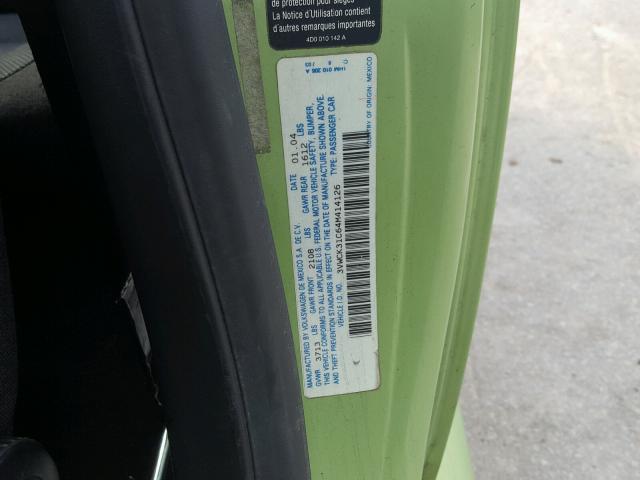 de protection pour sièges
La Notice d'Utilisation contient
d'autres remarques importantes
4D0 010 142 A
MANUFACTURED BY VOLKSWAGEN DE MEXICO S.A. DE C.V. DATE 01.04
GVWR 3713 LBS GAWR FRONT 2108 LBS GAWR REAR 1612 LBS
THIS VEHICLE CONFORMS TO ALL APPLICABLE U.S. FEDERAL MOTOR VEHICLE SAFETY, BUMPER,
AND THEFT PREVENTION STANDARDS IN EFFECT ON THE DATE OF MANUFACTURE SHOWN ABOVE.
VEHICLE I.D. NO. 3VWCK31C64M414126 TYPE: PASSENGER CAR
COUNTRY OF ORIGIN: MEXICO